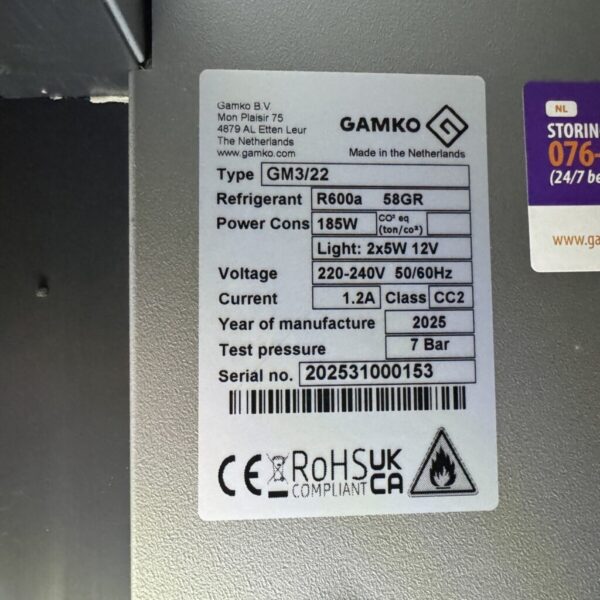 Gamko B.V
Mon Plaisir 75
4879 AL Etten Leur
The Netherlands
www.gamko.com
GAMKO
Made in the Netherlands
Type GM3/22
Refrigerant R600a 58GR
Power Cons 185W CO² eq (ton/co²)
Light: 2x5W 12V
Voltage 220-240V 50/60Hz
Current 1.2A Class CC2
Year of manufacture 2025
Test pressure 7 Bar
Serial no. 202531000153
CE RoHS COMPLIANT UK CA
NL
STORIN
076-
(24/7 be
www.ga